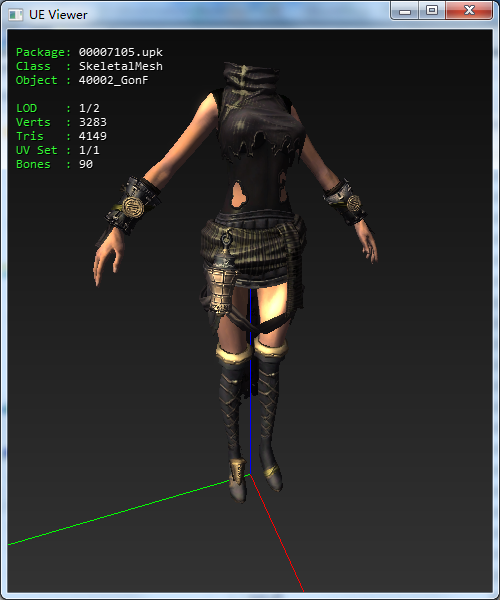 UE Viewer
Package: 00007105.upk
Class  : SkeletalMesh
Object : 40002_GonF
LOD    : 1/2
Verts  : 3283
Tris   : 4149
UV Set : 1/1
Bones  : 90